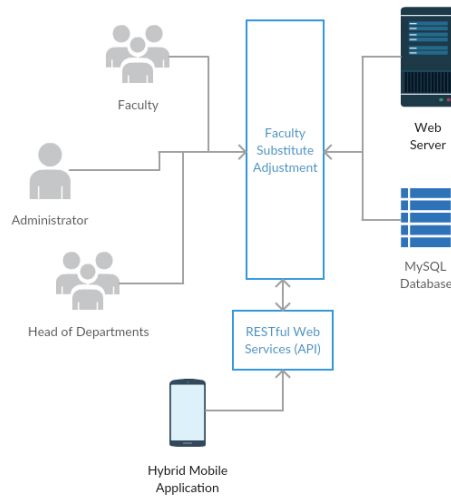 Faculty
Administrator
Head of Departments
Faculty
Substitute
Adjustment
Web
Server
MySQL
Database
RESTful Web
Services (API)
Hybrid Mobile
Application